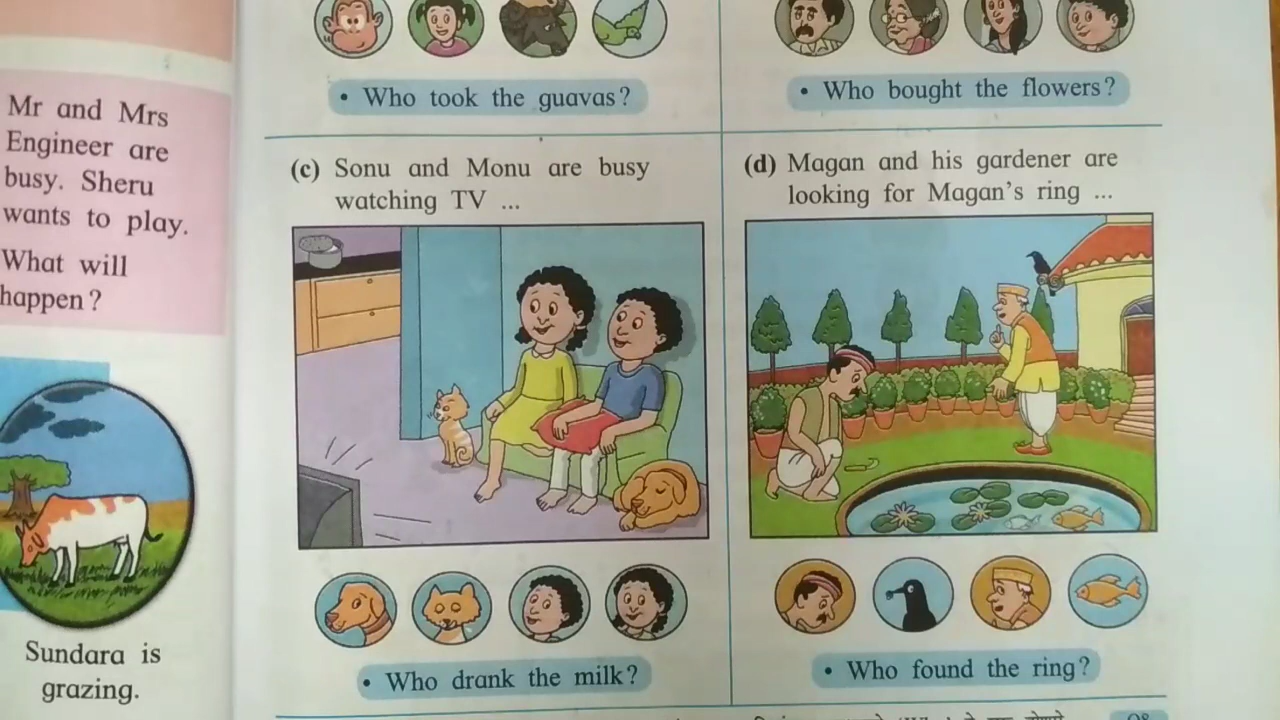 Mr and Mrs
Engineer are
busy. Sheru
wants to play.
What will
happen?
Sundara is
grazing.
• Who took the guavas?
• Who bought the flowers?
(c) Sonu and Monu are busy
watching TV ...
• Who drank the milk?
(d) Magan and his gardener are
looking for Magan's ring ...
• Who found the ring?